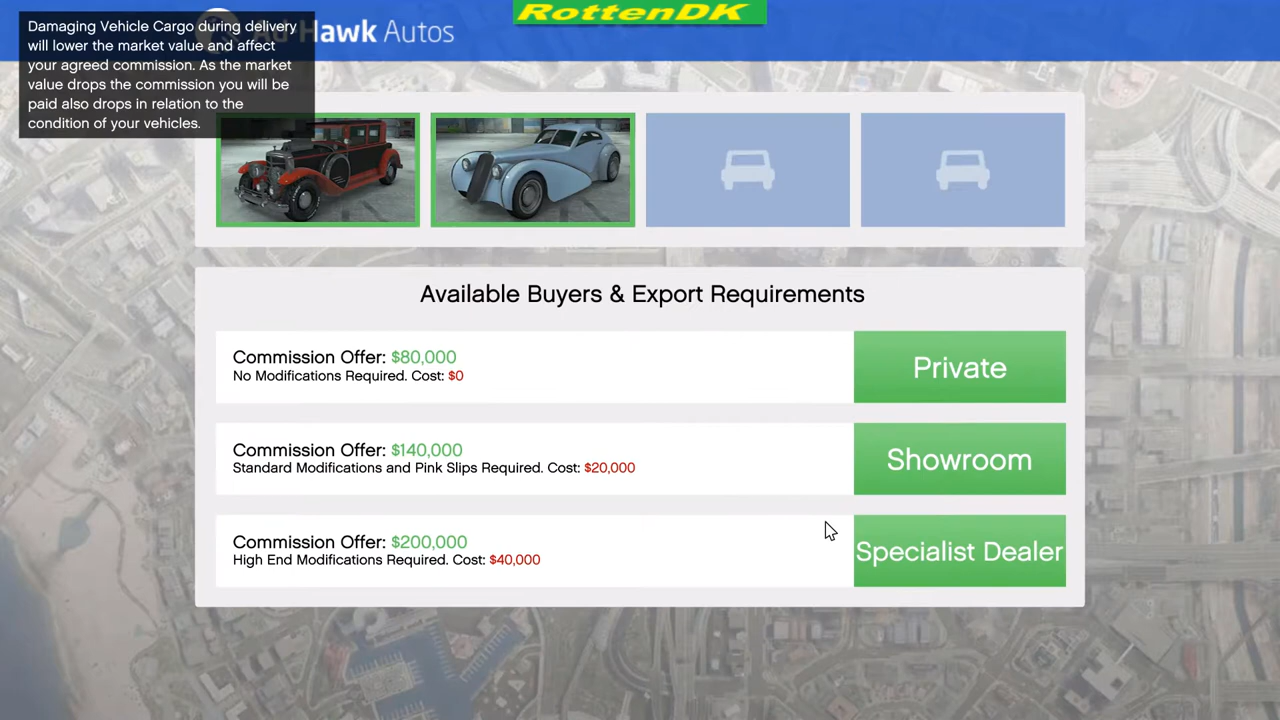 RottenDK
Damaging Vehicle Cargo during delivery
will lower the market value and affect
your agreed commission. As the market
value drops the commission you will be
paid also drops in relation to the
condition of your vehicles.
Hawk Autos
Available Buyers & Export Requirements
Commission Offer: $80,000
No Modifications Required. Cost: $0
Private
Commission Offer: $140,000
Standard Modifications and Pink Slips Required. Cost: $20,000
Showroom
Commission Offer: $200,000
High End Modifications Required. Cost: $40,000
Specialist Dealer